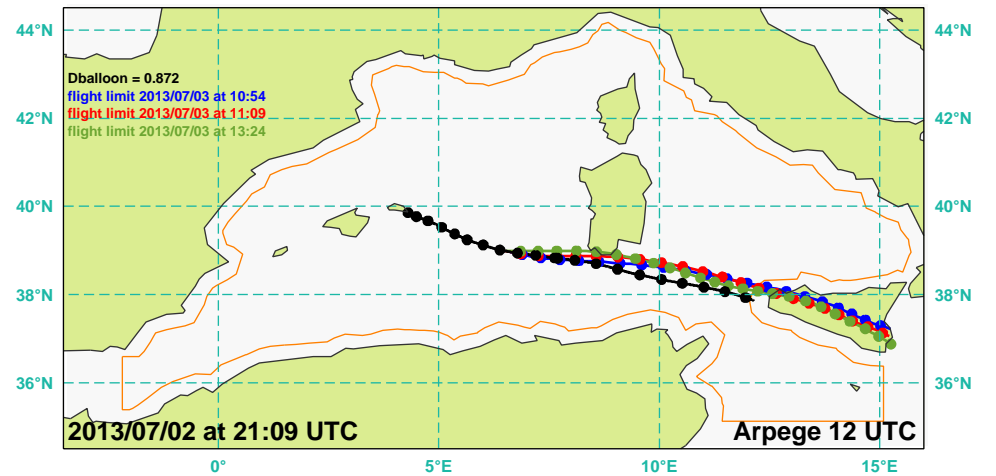 44°N 44°N
Dballoon = 0.872
flight limit 2013/07/03 at 10:54
flight limit 2013/07/03 at 11:09
42°N 42°N
flight limit 2013/07/03 at 13:24
40°N 40°N
38°N 38°N
36°N 36°N
2013/07/02 at 21:09 UTC Arpege 12 UTC
0° 5°E 10°E 15°E